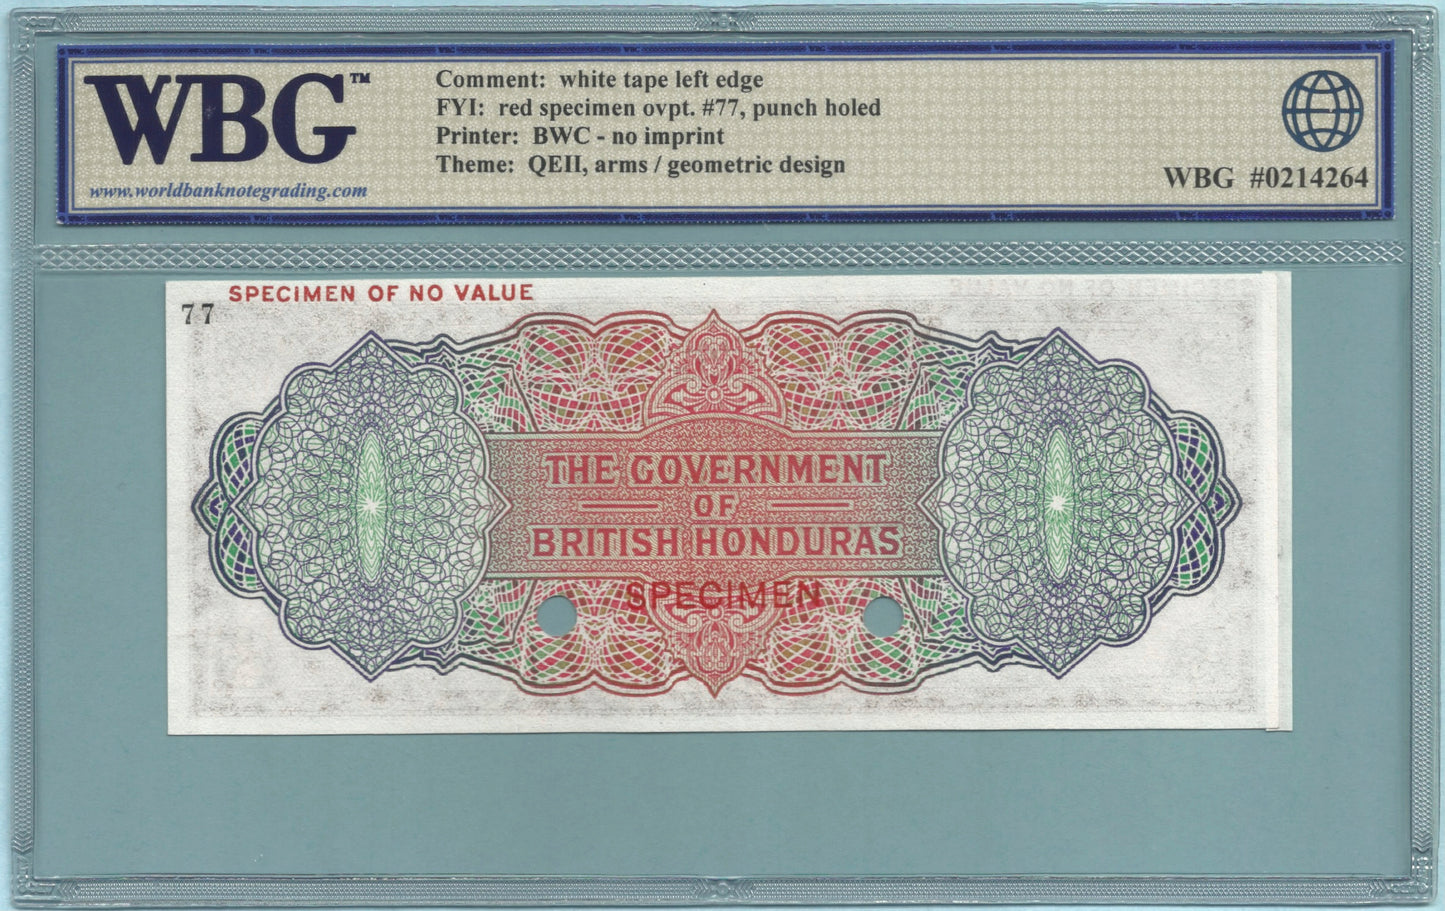 WBG™
www.worldbanknotegrading.com
Comment: white tape left edge
FYI: red specimen ovpt. #77, punch holed
Printer: BWC - no imprint
Theme: QEII, arms / geometric design
WBG #0214264
SPECIMEN OF NO VALUE
77
THE GOVERNMENT
OF
BRITISH HONDURAS
SPECIMEN